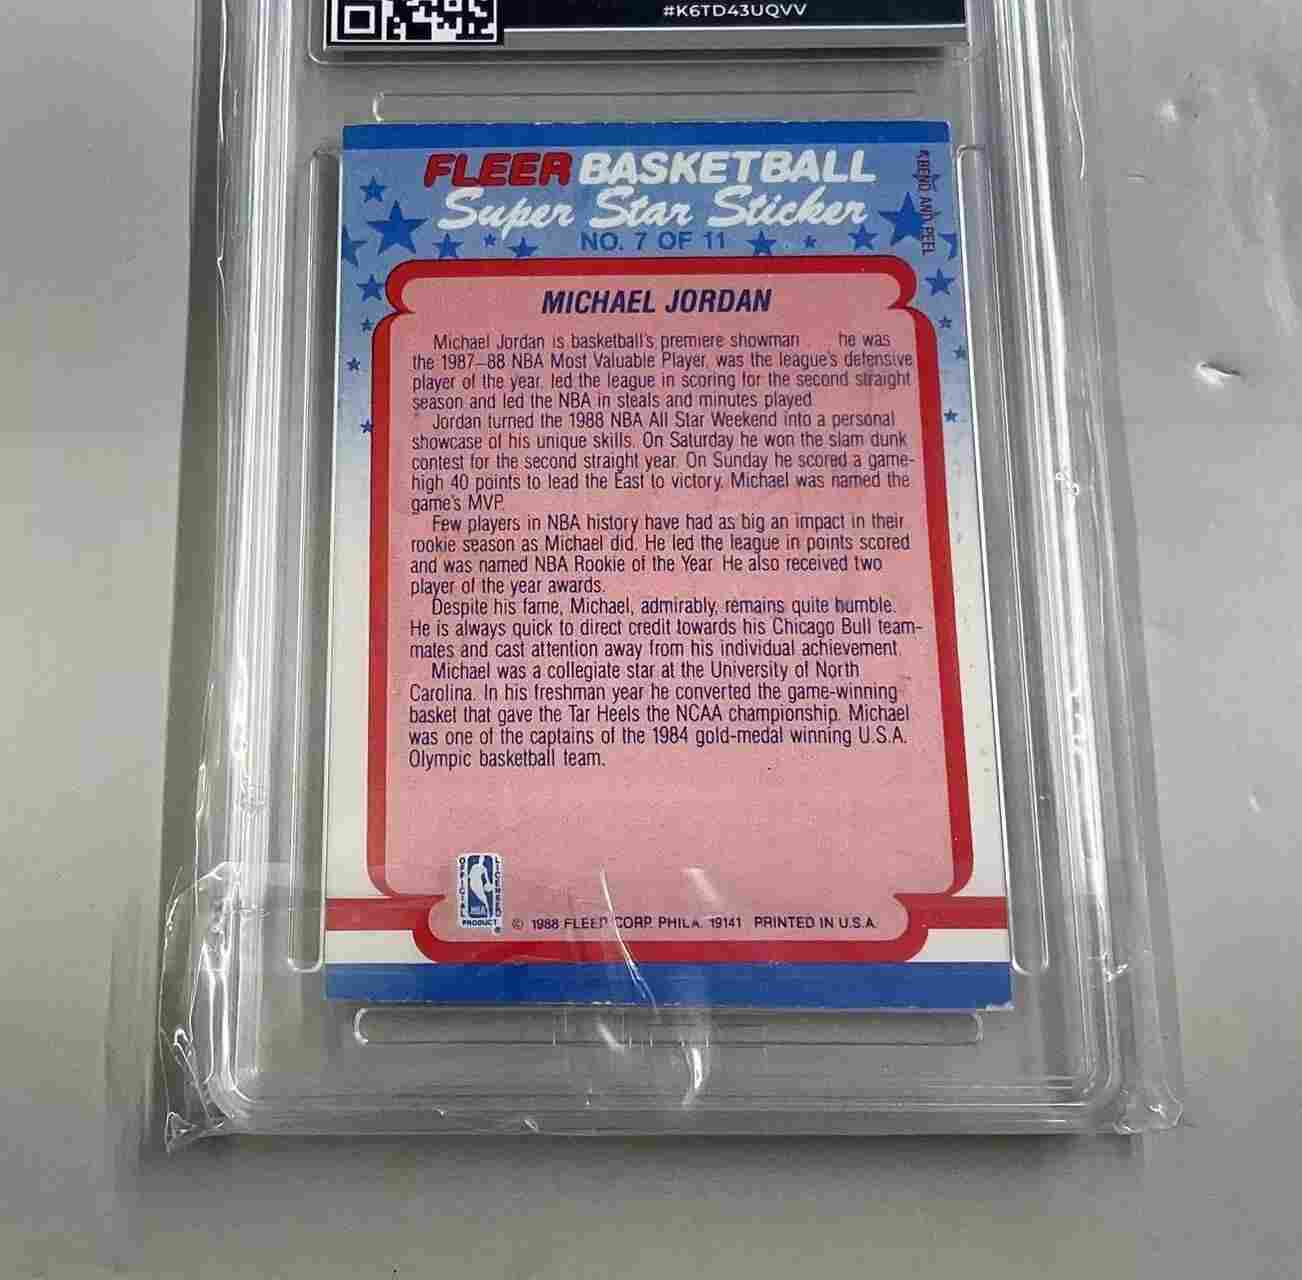 #K6TD43UQVV
FLEER BASKETBALL
Super Star Sticker
NO. 7 OF 11
BEND AND PEEL
MICHAEL JORDAN
Michael Jordan is basketball's premiere showman he was
the 1987–88 NBA Most Valuable Player, was the league's defensive
player of the year, led the league in scoring for the second straight
season and led the NBA in steals and minutes played
Jordan turned the 1988 NBA All Star Weekend into a personal
showcase of his unique skills. On Saturday he won the slam dunk
contest for the second straight year. On Sunday he scored a game-
high 40 points to lead the East to victory. Michael was named the
game's MVP.
Few players in NBA history have had as big an impact in their
rookie season as Michael did. He led the league in points scored
and was named NBA Rookie of the Year. He also received two
player of the year awards.
Despite his fame, Michael, admirably, remains quite humble.
He is always quick to direct credit towards his Chicago Bull team-
mates and cast attention away from his individual achievement.
Michael was a collegiate star at the University of North
Carolina. In his freshman year he converted the game-winning
basket that gave the Tar Heels the NCAA championship. Michael
was one of the captains of the 1984 gold-medal winning U.S.A.
Olympic basketball team.
OFFICIAL
LICENSED
NBA
PRODUCT
© 1988 FLEER CORP. PHILA. 19141 PRINTED IN U.S.A.